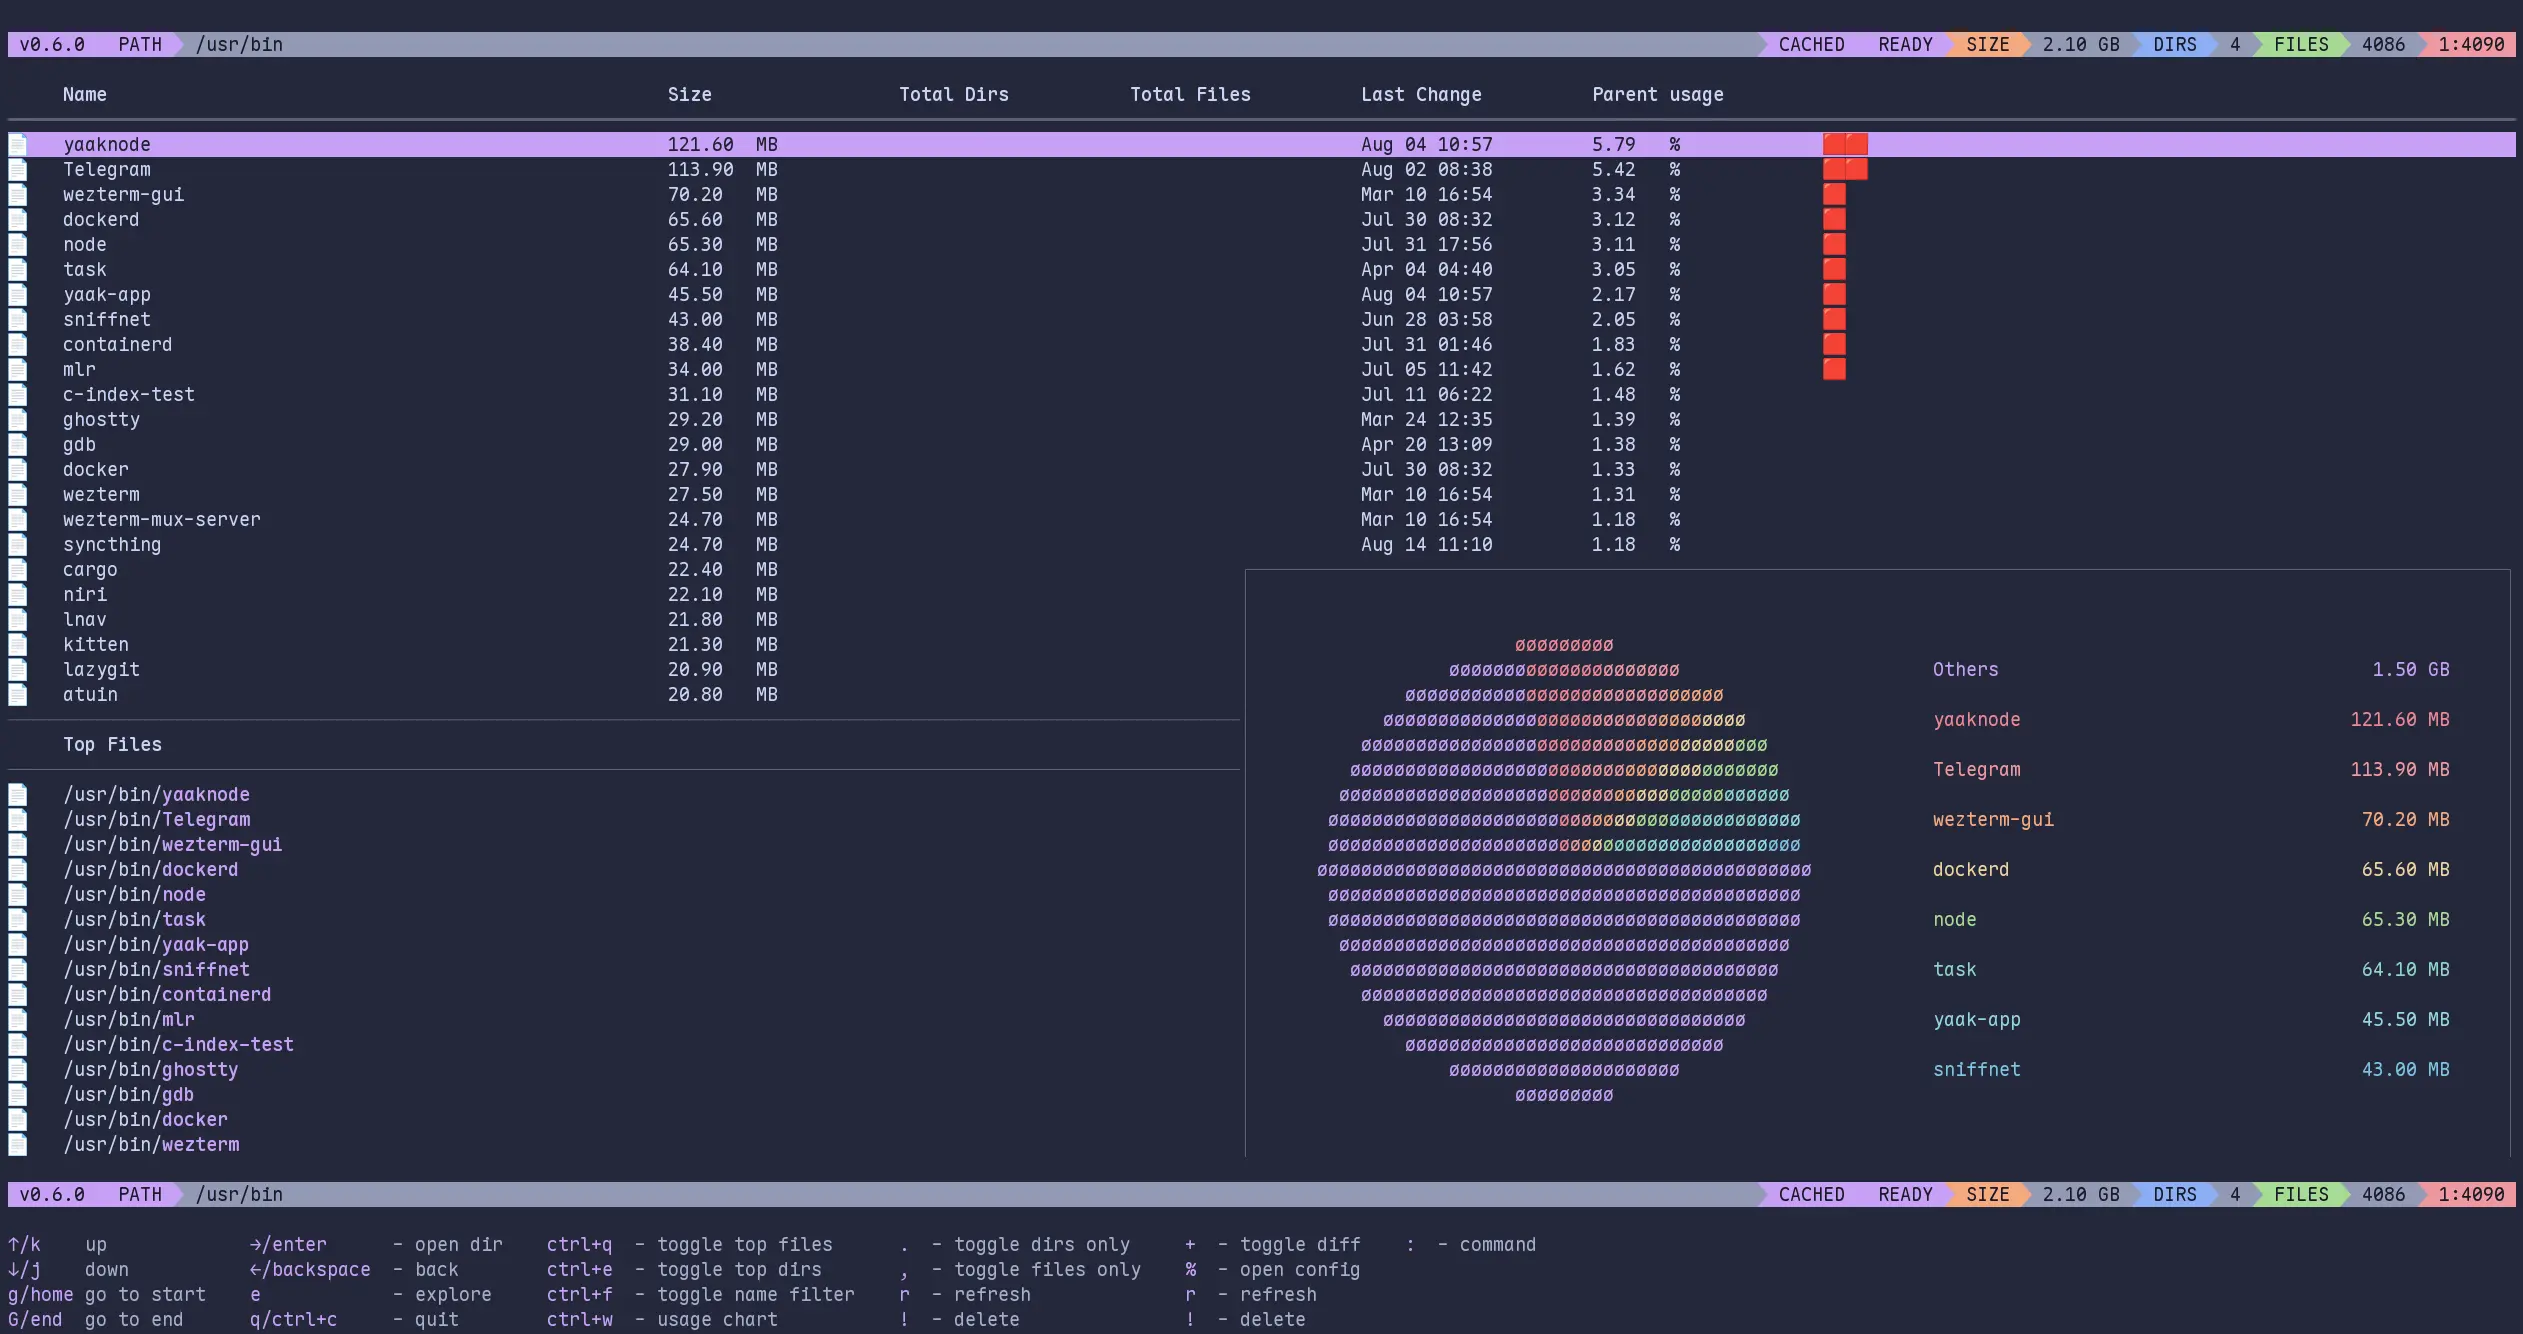 v0.6.0 PATH /usr/bin CACHED READY SIZE 2.10 GB DIRS 4 FILES 4086 1:4090
Name Size Total Dirs Total Files Last Change Parent usage
yaaknode 121.60 MB Aug 04 10:57 5.79 %
Telegram 113.90 MB Aug 02 08:38 5.42 %
wezterm-gui 70.20 MB Mar 10 16:54 3.34 %
dockerd 65.60 MB Jul 30 08:32 3.12 %
node 65.30 MB Jul 31 17:56 3.11 %
task 64.10 MB Apr 04 04:40 3.05 %
yaak-app 45.50 MB Aug 04 10:57 2.17 %
sniffnet 43.00 MB Jun 28 03:58 2.05 %
containerd 38.40 MB Jul 31 01:46 1.83 %
mlr 34.00 MB Jul 05 11:42 1.62 %
c-index-test 31.10 MB Jul 11 06:22 1.48 %
ghostty 29.20 MB Mar 24 12:35 1.39 %
gdb 29.00 MB Apr 20 13:09 1.38 %
docker 27.90 MB Jul 30 08:32 1.33 %
wezterm 27.50 MB Mar 10 16:54 1.31 %
wezterm-mux-server 24.70 MB Mar 10 16:54 1.18 %
syncthing 24.70 MB Aug 14 11:10 1.18 %
cargo 22.40 MB
niri 22.10 MB
lnav 21.80 MB
kitten 21.30 MB
lazygit 20.90 MB
atuin 20.80 MB
Top Files
/usr/bin/yaaknode
/usr/bin/Telegram
/usr/bin/wezterm-gui
/usr/bin/dockerd
/usr/bin/node
/usr/bin/task
/usr/bin/yaak-app
/usr/bin/sniffnet
/usr/bin/containerd
/usr/bin/mlr
/usr/bin/c-index-test
/usr/bin/ghostty
/usr/bin/gdb
/usr/bin/docker
/usr/bin/wezterm
Others 1.50 GB
yaaknode 121.60 MB
Telegram 113.90 MB
wezterm-gui 70.20 MB
dockerd 65.60 MB
node 65.30 MB
task 64.10 MB
yaak-app 45.50 MB
sniffnet 43.00 MB
v0.6.0 PATH /usr/bin CACHED READY SIZE 2.10 GB DIRS 4 FILES 4086 1:4090
↑/k up →/enter - open dir ctrl+q - toggle top files . - toggle dirs only + - toggle diff : - command
↓/j down ←/backspace - back ctrl+e - toggle top dirs , - toggle files only % - open config
g/home go to start e - explore ctrl+f - toggle name filter r - refresh r - refresh
G/end go to end q/ctrl+c - quit ctrl+w - usage chart ! - delete ! - delete